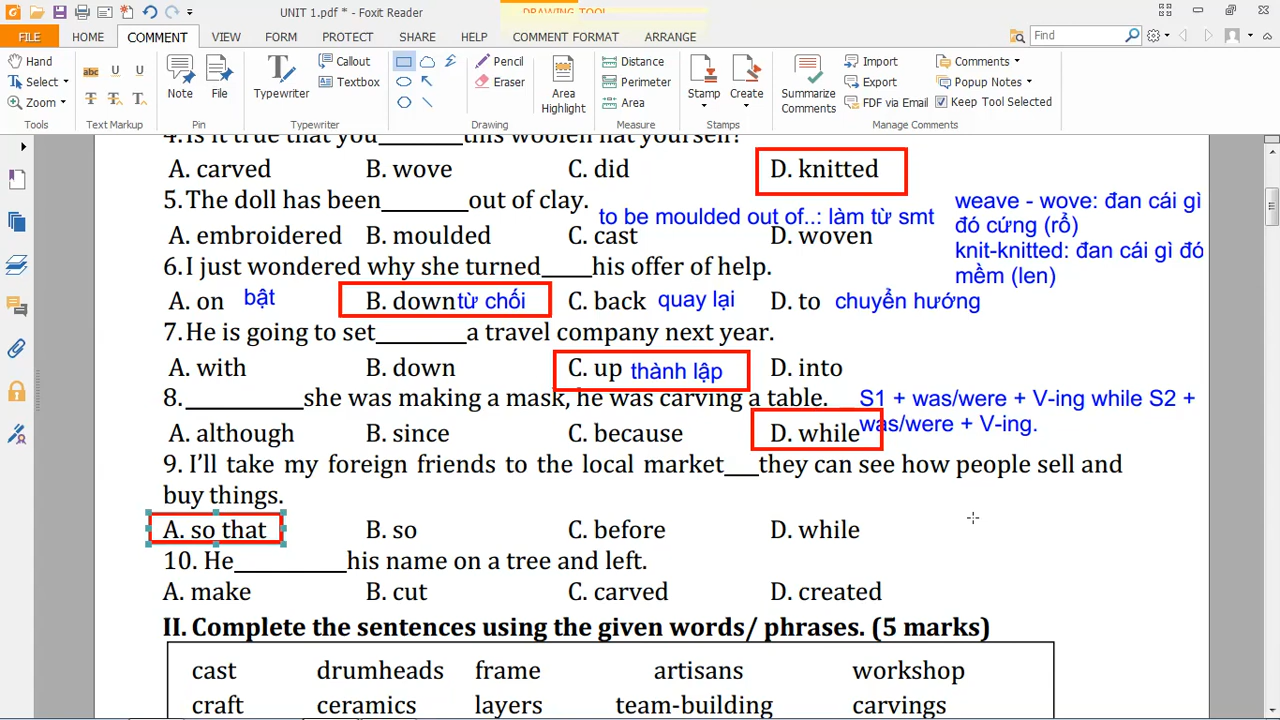 UNIT 1.pdf * - Foxit Reader
DRAWING TOOL
FILE HOME COMMENT VIEW FORM PROTECT SHARE HELP COMMENT FORMAT ARRANGE Find
Hand
Select
Zoom
Tools
Text Markup
Note
File
Pin
Typewriter
Callout
Textbox
Typewriter
Pencil
Eraser
Drawing
Area Highlight
Distance
Perimeter
Area
Measure
Stamp
Create
Stamps
Summarize Comments
Import
Export
FDF via Email
Comments
Popup Notes
Keep Tool Selected
Manage Comments
4.Is it true that you________this woolen hat yourself?
A. carved B. wove C. did D. knitted
5.The doll has been________out of clay.
to be moulded out of..: làm từ smt
weave - wove: đan cái gì
đó cứng (rổ)
knit-knitted: đan cái gì đó
mềm (len)
A. embroidered B. moulded C. cast D. woven
6.I just wondered why she turned_____his offer of help.
A. on bật B. down từ chối C. back quay lại D. to chuyển hướng
7.He is going to set_________a travel company next year.
A. with B. down C. up thành lập D. into
8.____________she was making a mask, he was carving a table.
S1 + was/were + V-ing while S2 +
was/were + V-ing.
A. although B. since C. because D. while
9. I'll take my foreign friends to the local market___they can see how people sell and
buy things.
A. so that B. so C. before D. while
10. He___________his name on a tree and left.
A. make B. cut C. carved D. created
II. Complete the sentences using the given words/ phrases. (5 marks)
cast drumheads frame artisans workshop
craft ceramics layers team-building carvings